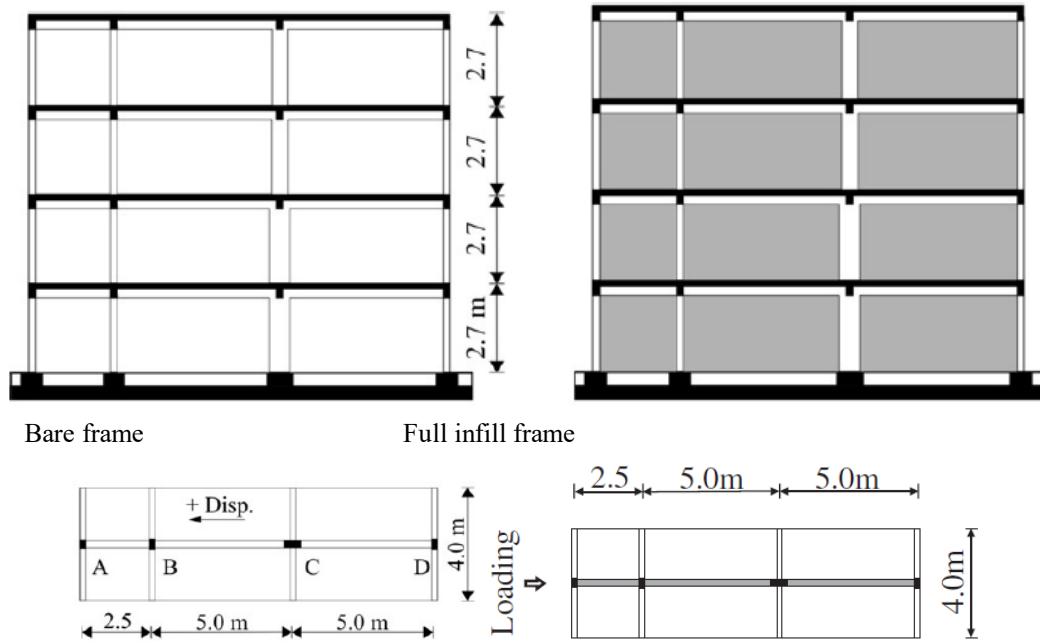 2.7
2.7
2.7
2.7 m
Bare frame
Full infill frame
+ Disp.
A
B
C
D
4.0 m
2.5
5.0 m
5.0 m
Loading
2.5
5.0m
5.0m
4.0m